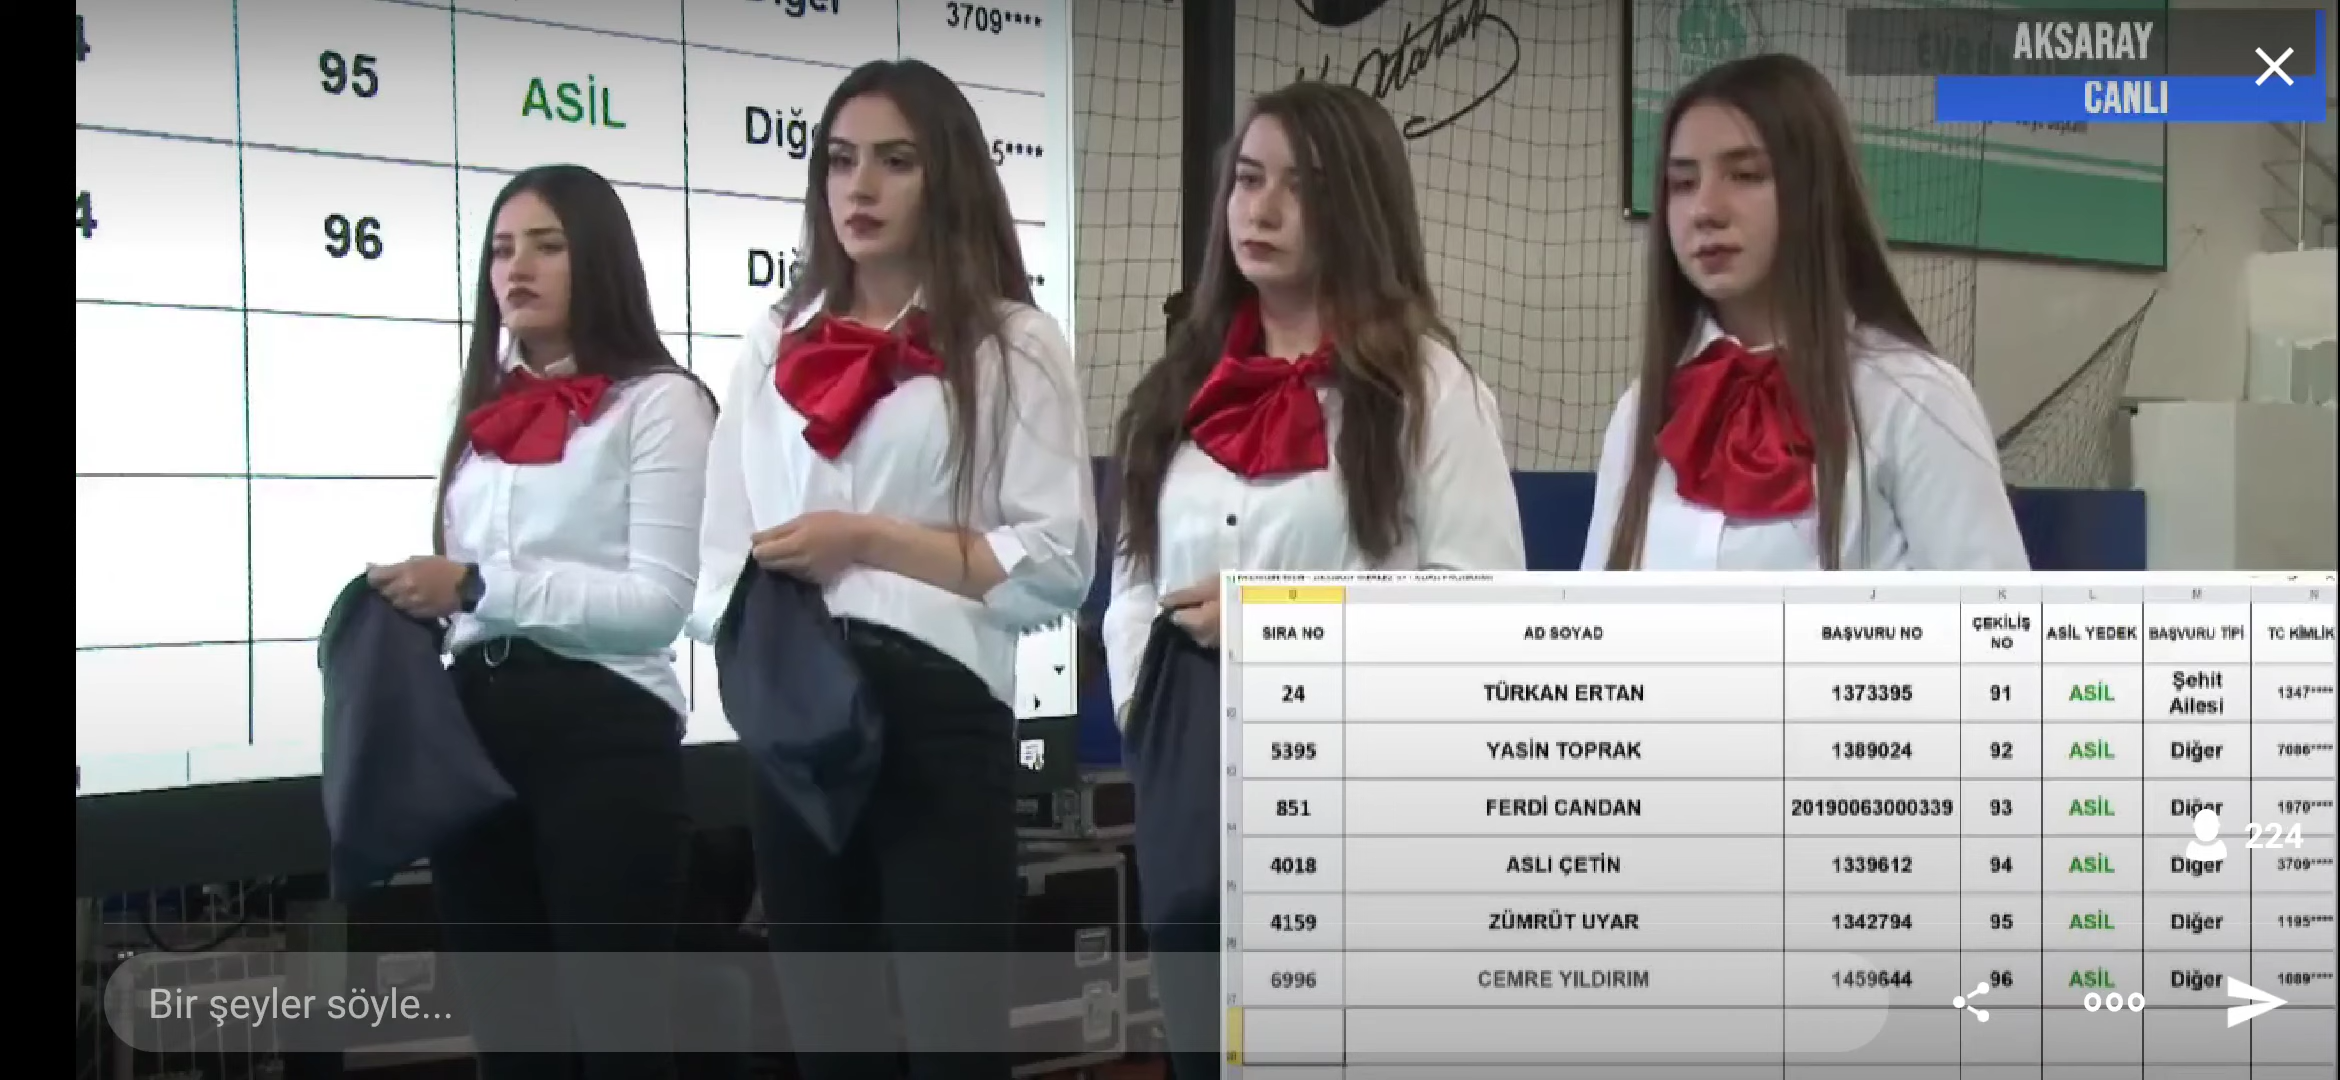 Diğer
3709****
95
ASİL
5****
96
AKSARAY
CANLI
SIRA NO AD SOYAD BAŞVURU NO ÇEKİLİŞ NO ASİL YEDEK BAŞVURU TİPİ TC KİMLİK
24 TÜRKAN ERTAN 1373395 91 ASİL Şehit Ailesi 1347****
5395 YASİN TOPRAK 1389024 92 ASİL Diğer 7086****
851 FERDİ CANDAN 20190063000339 93 ASİL Diğer 1970****
4018 ASLI ÇETİN 1339612 94 ASİL Diğer 3709****
4159 ZÜMRÜT UYAR 1342794 95 ASİL Diğer 1195****
6996 CEMRE YILDIRIM 1459644 96 ASİL Diğer 1089****
224
Bir şeyler söyle...